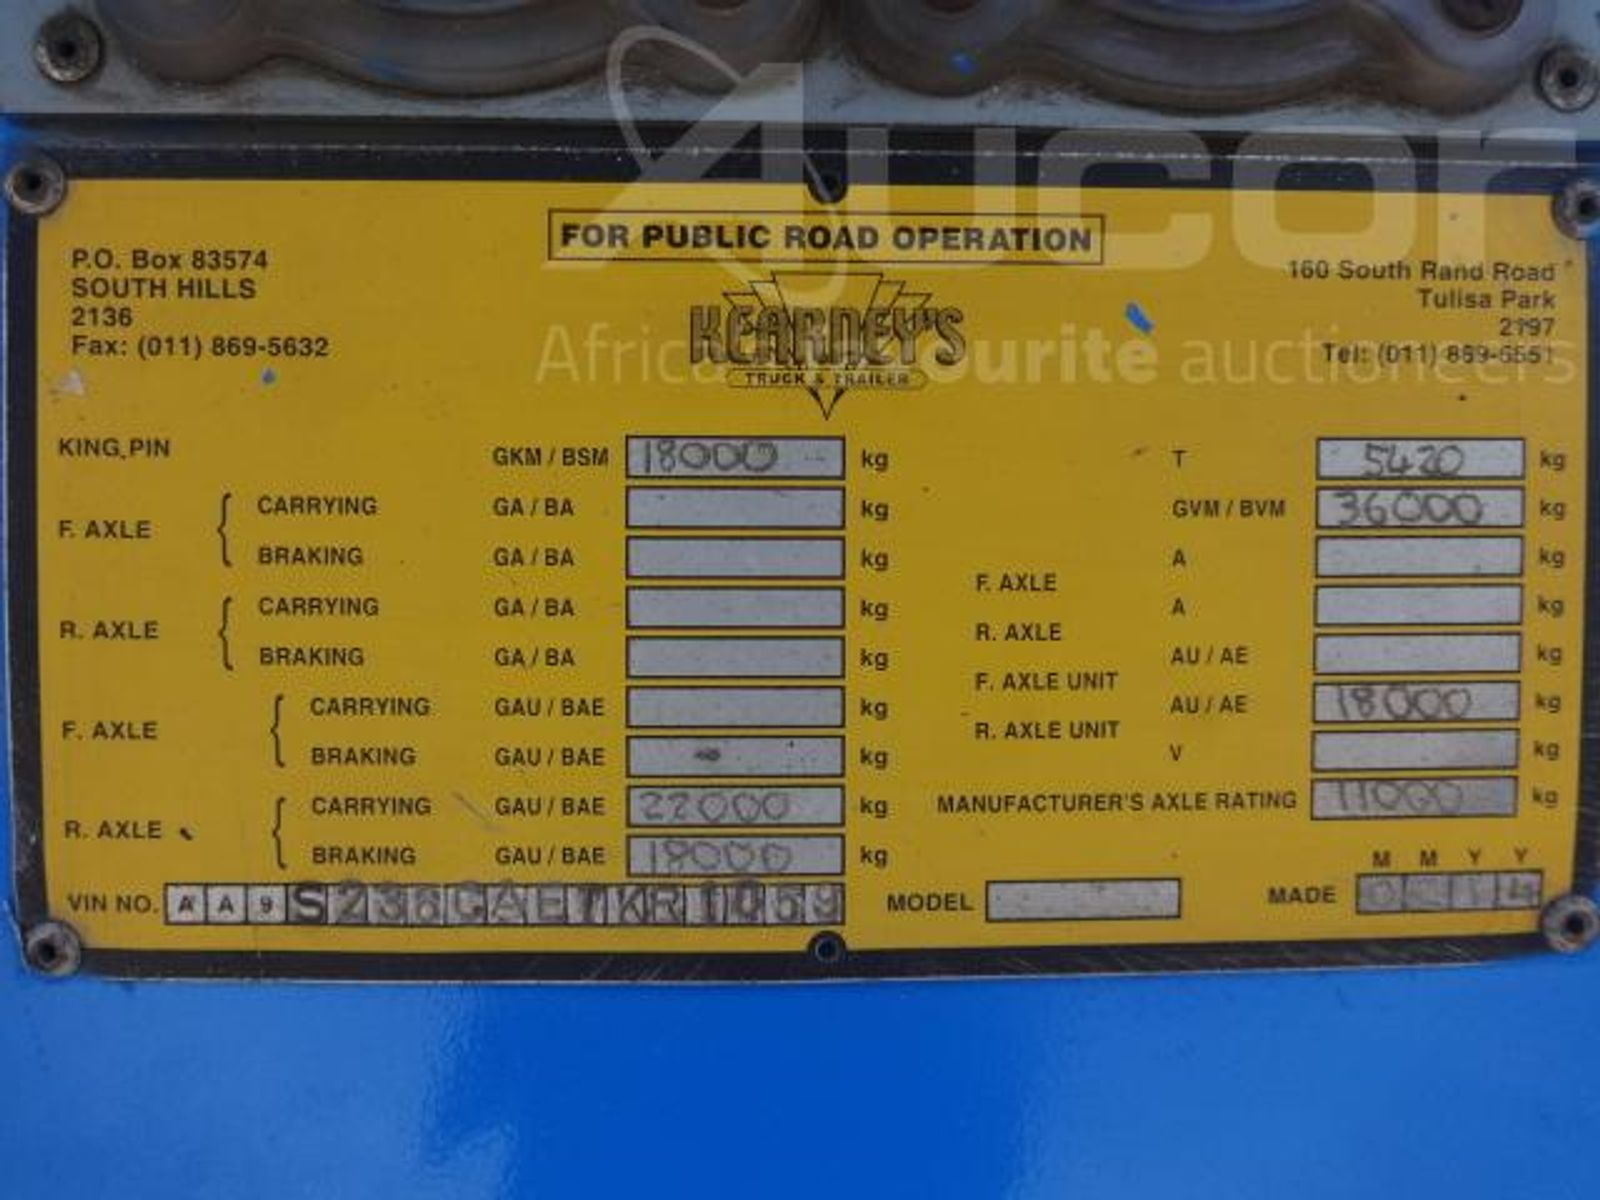 Aucor
Africa's favourite auctioneers
FOR PUBLIC ROAD OPERATION
P.O. Box 83574
SOUTH HILLS
2136
Fax: (011) 869-5632
KEARNEY'S
TRUCK & TRAILER
160 South Rand Road
Tulisa Park
2197
Tel: (011) 869-5551
KING PIN GKM / BSM 18000 kg
F. AXLE { CARRYING GA / BA kg
BRAKING GA / BA kg
R. AXLE { CARRYING GA / BA kg
BRAKING GA / BA kg
F. AXLE { CARRYING GAU / BAE kg
BRAKING GAU / BAE kg
R. AXLE { CARRYING GAU / BAE 22000 kg
BRAKING GAU / BAE 18000 kg
T 5420 kg
GVM / BVM 36000 kg
F. AXLE A kg
R. AXLE A kg
F. AXLE UNIT AU / AE kg
R. AXLE UNIT AU / AE 18000 kg
V kg
MANUFACTURER'S AXLE RATING 11000 kg
M M Y Y
VIN NO. AA9S236CAETKR1059 MODEL MADE